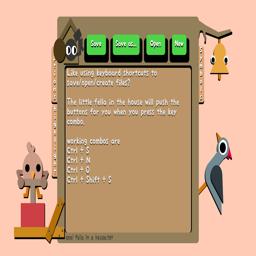 Save Save as... Open New
Like using keyboard shortcuts to
save/open/create files?
The little fella in the house will push the
buttons for you when you press the key
combo.
working combos are
Ctrl + S
Ctrl + N
Ctrl + O
Ctrl + Shift + S
fella in a